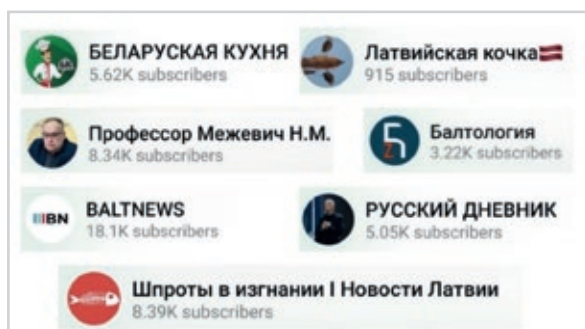 БЕЛАРУСКАЯ КУХНЯ
5.62K subscribers
Латвийская кочка🇱🇻
915 subscribers
Профессор Межевич Н.М.
8.34K subscribers
Балтология
3.22K subscribers
BN
BALTNEWS
18.1K subscribers
РУССКИЙ ДНЕВНИК
5.05K subscribers
Шпроты в изгнании I Новости Латвии
8.39K subscribers